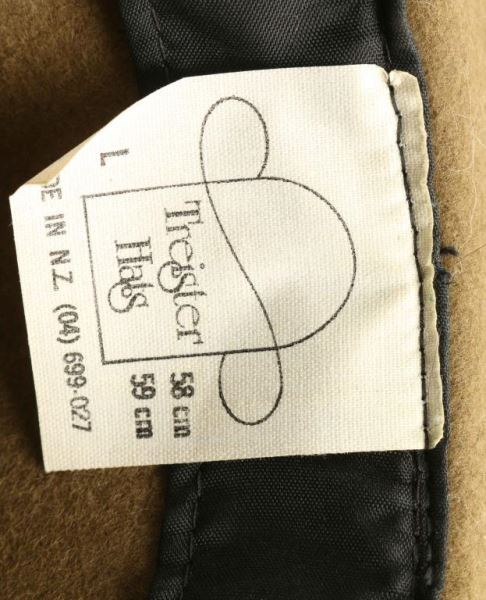 Treister
Hats
L
58 cm
59 cm
DE IN N.Z. (04) 699-027